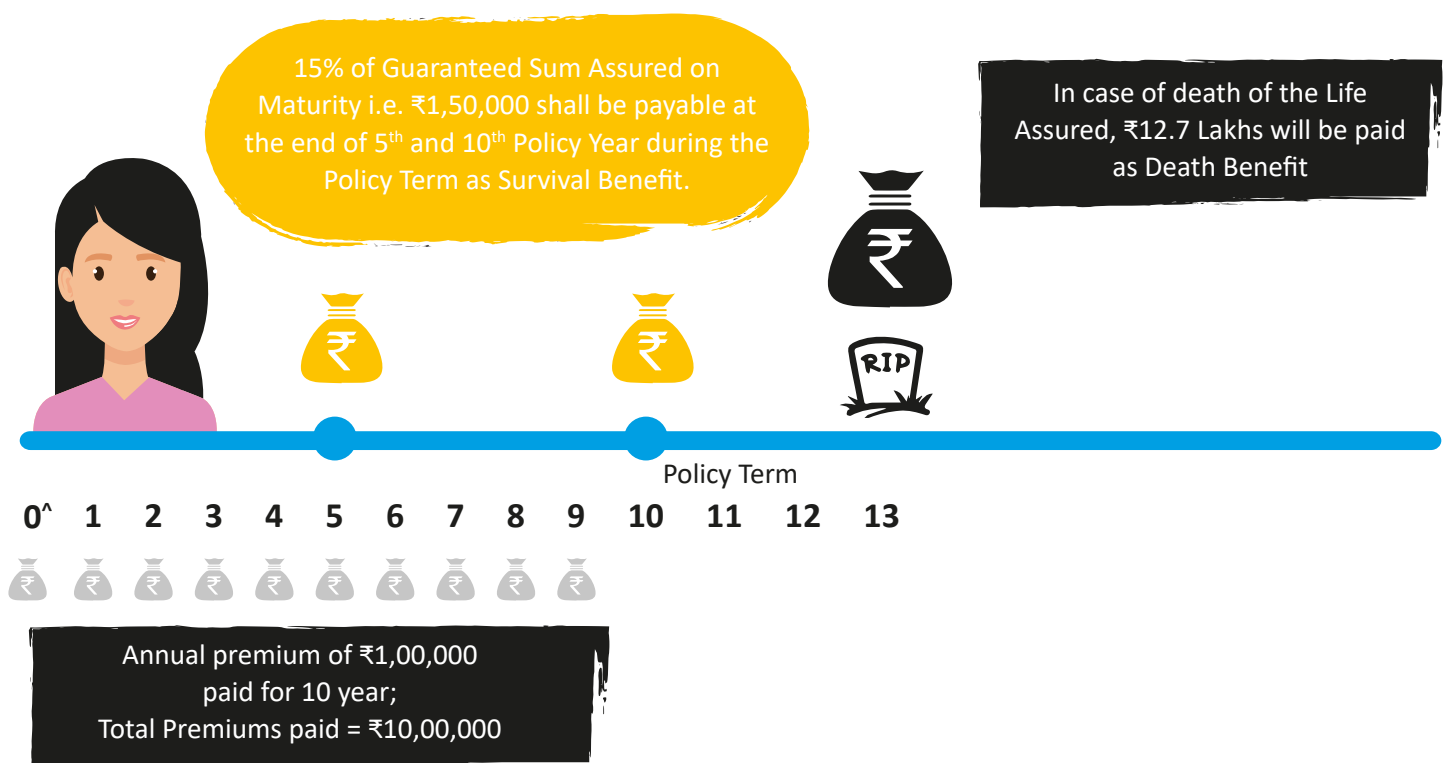 15% of Guaranteed Sum Assured on
Maturity i.e. ₹1,50,000 shall be payable at
the end of 5th and 10th Policy Year during the
Policy Term as Survival Benefit.
In case of death of the Life
Assured, ₹12.7 Lakhs will be paid
as Death Benefit
₹
₹
₹
RIP
Policy Term
0^ 1 2 3 4 5 6 7 8 9 10 11 12 13
₹ ₹ ₹ ₹ ₹ ₹ ₹ ₹ ₹ ₹
Annual premium of ₹1,00,000
paid for 10 year;
Total Premiums paid = ₹10,00,000